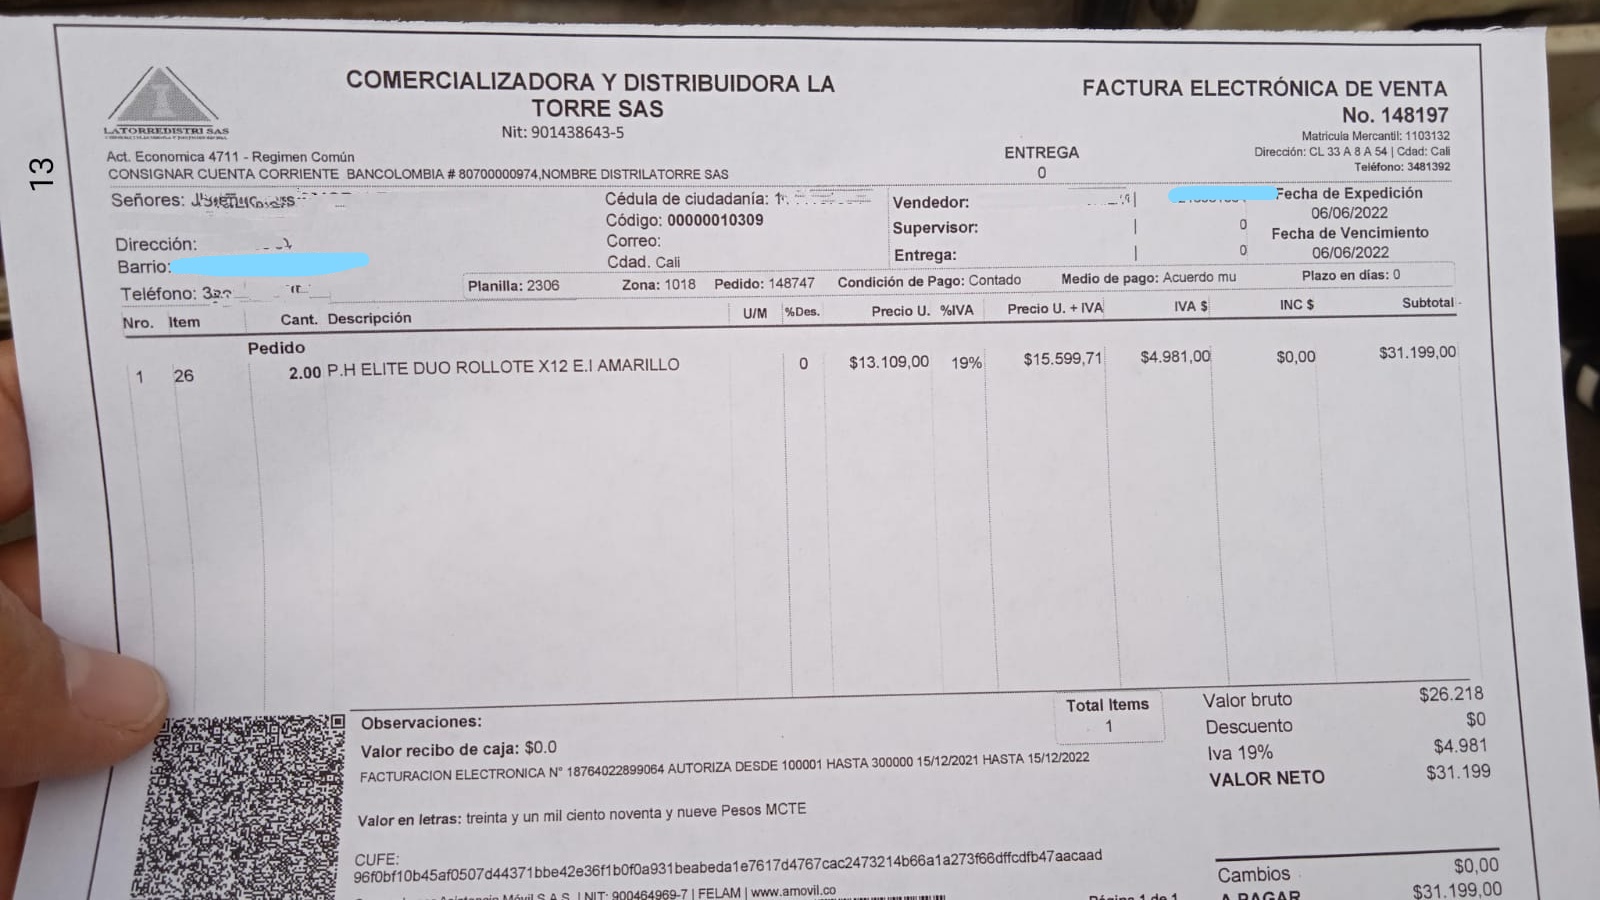 COMERCIALIZADORA Y DISTRIBUIDORA LA
TORRE SAS
Nit: 901438643-5
FACTURA ELECTRÓNICA DE VENTA
No. 148197
Matricula Mercantil: 1103132
Dirección: CL 33 A 8 A 54 | Cdad: Cali
Teléfono: 3481392
LATORREDISTRI SAS
13
Act. Economica 4711 - Regimen Común
CONSIGNAR CUENTA CORRIENTE BANCOLOMBIA # 80700000974,NOMBRE DISTRILATORRE SAS
ENTREGA
0
Señores:
Dirección:
Barrio:
Teléfono:
Cédula de ciudadanía: 1
Código: 00000010309
Correo:
Cdad. Cali
Vendedor: |
Supervisor: | 0
Entrega: | 0
Fecha de Expedición
06/06/2022
Fecha de Vencimiento
06/06/2022
Planilla: 2306 Zona: 1018 Pedido: 148747 Condición de Pago: Contado Medio de pago: Acuerdo mu Plazo en días: 0
Nro. Item Cant. Descripción U/M %Des. Precio U. %IVA Precio U. + IVA IVA $ INC $ Subtotal
Pedido
1 26 2.00 P.H ELITE DUO ROLLOTE X12 E.I AMARILLO 0 $13.109,00 19% $15.599,71 $4.981,00 $0,00 $31.199,00
Observaciones:
Valor recibo de caja: $0.0
FACTURACION ELECTRONICA N° 18764022899064 AUTORIZA DESDE 100001 HASTA 300000 15/12/2021 HASTA 15/12/2022
Total Items
1
Valor bruto $26.218
Descuento $0
Iva 19% $4.981
VALOR NETO $31.199
Valor en letras: treinta y un mil ciento noventa y nueve Pesos MCTE
CUFE:
96f0bf10b45af0507d44371bbe42e36f1b0f0a931beabeda1e7617d4767cac2473214b66a1a273f66dffcdfb47aacaad
Móvil S.A.S. | NIT: 900464969-7 | FELAM | www.amovil.co
Página 1 de 1
Cambios $0,00
A PAGAR $31.199,00